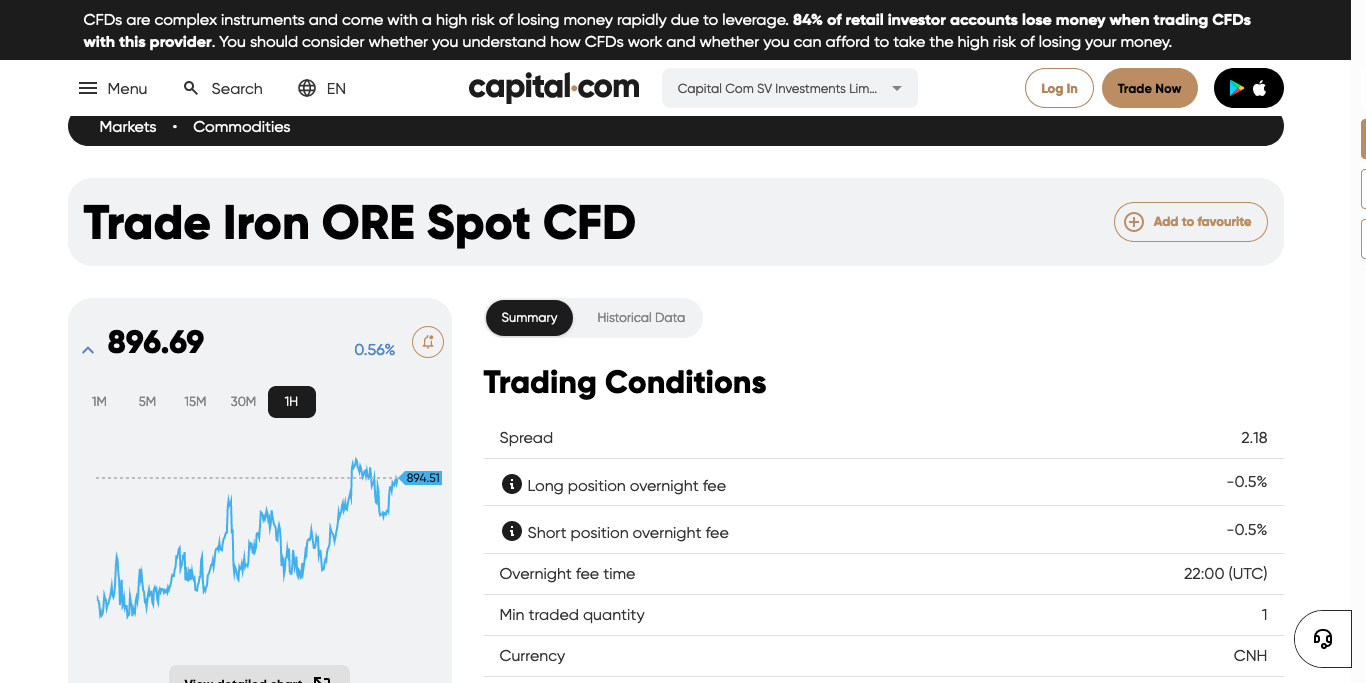 CFDs are complex instruments and come with a high risk of losing money rapidly due to leverage. 84% of retail investor accounts lose money when trading CFDs
with this provider. You should consider whether you understand how CFDs work and whether you can afford to take the high risk of losing your money.
Menu Search EN capital.com Capital Com SV Investments Lim... Log In Trade Now
Markets • Commodities
Trade Iron ORE Spot CFD
Add to favourite
896.69 0.56%
1M 5M 15M 30M 1H
894.51
View detailed chart
Summary Historical Data
Trading Conditions
Spread 2.18
Long position overnight fee -0.5%
Short position overnight fee -0.5%
Overnight fee time 22:00 (UTC)
Min traded quantity 1
Currency CNH